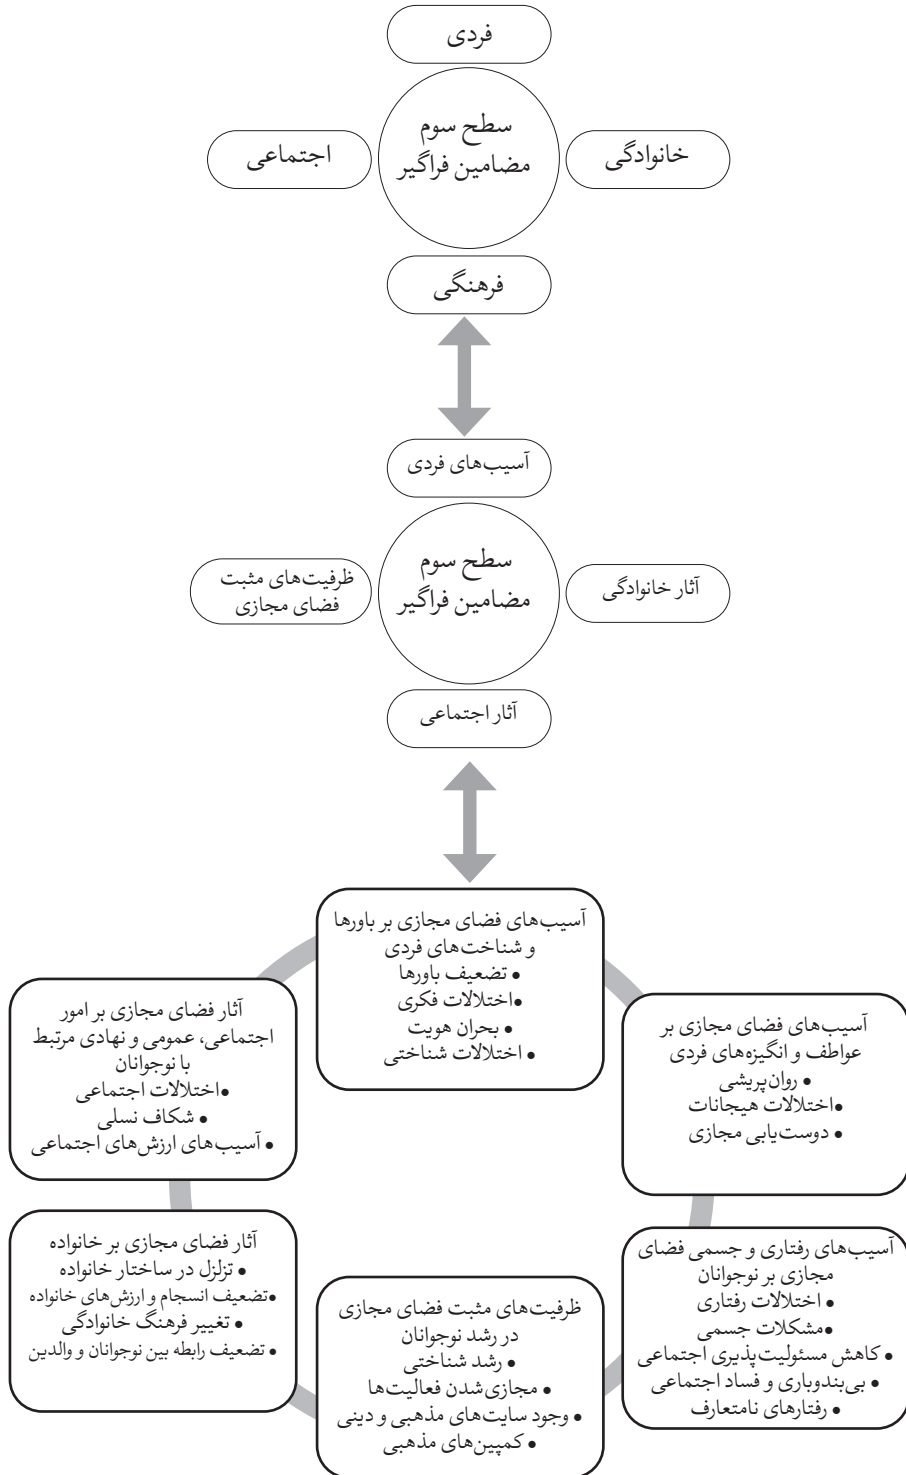 فردی
سطح سوم
مضامین فراگیر
خانوادگی
اجتماعی
فرهنگی
آسیب‌های فردی
سطح سوم
مضامین فراگیر
آثار خانوادگی
ظرفیت‌های مثبت
فضای مجازی
آثار اجتماعی
آسیب‌های فضای مجازی بر باورها
و شناخت‌های فردی
• تضعیف باورها
•اختلالات فکری
• بحران هویت
• اختلالات شناختی
آسیب‌های فضای مجازی بر
عواطف و انگیزه‌های فردی
• روان‌پریشی
•اختلالات هیجانات
• دوست‌یابی مجازی
آثار فضای مجازی بر امور
اجتماعی، عمومی و نهادی مرتبط
با نوجوانان
•اختلالات اجتماعی
• شکاف نسلی
• آسیب‌های ارزش‌های اجتماعی
آسیب‌های رفتاری و جسمی فضای
مجازی بر نوجوانان
• اختلالات رفتاری
•مشکلات جسمی
• کاهش مسئولیت‌پذیری اجتماعی
• بی‌بندوباری و فساد اجتماعی
• رفتارهای نامتعارف
آثار فضای مجازی بر خانواده
• تزلزل در ساختار خانواده
•تضعیف انسجام و ارزش‌های خانواده
• تغییر فرهنگ خانوادگی
• تضعیف رابطه بین نوجوانان و والدین
ظرفیت‌های مثبت فضای مجازی
در رشد نوجوانان
• رشد شناختی
• مجازی‌شدن فعالیت‌ها
• وجود سایت‌های مذهبی و دینی
• کمپین‌های مذهبی